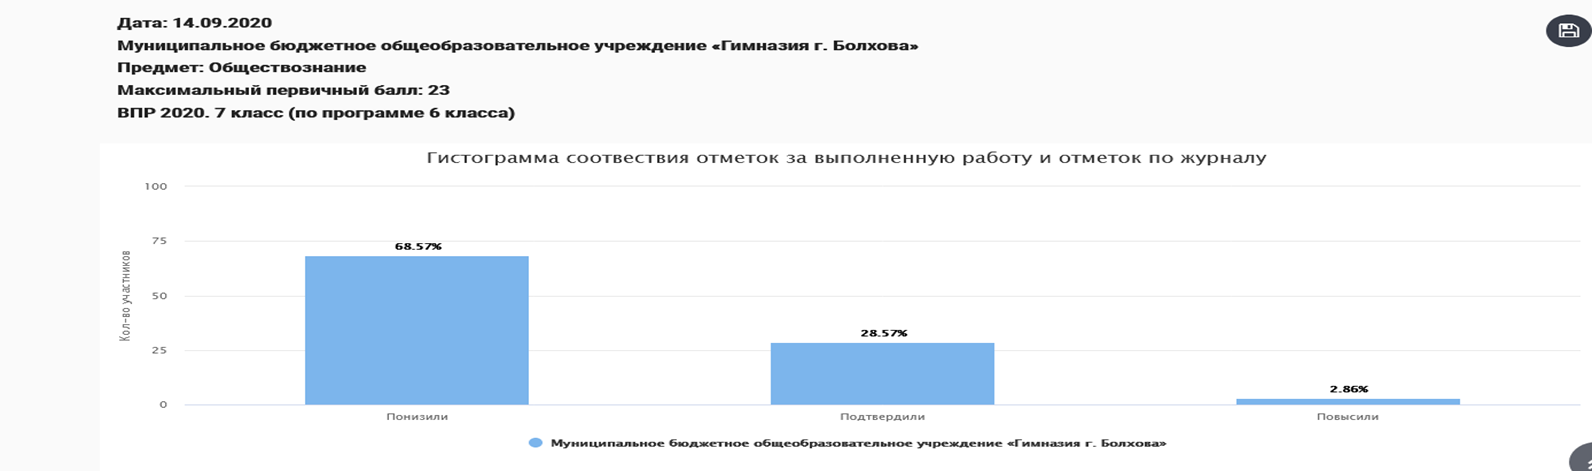 Дата: 14.09.2020
Муниципальное бюджетное общеобразовательное учреждение «Гимназия г. Болхова»
Предмет: Обществознание
Максимальный первичный балл: 23
ВПР 2020. 7 класс (по программе 6 класса)
Гистограмма соотвествия отметок за выполненную работу и отметок по журналу
Кол-во участников
100
75
50
25
0
68.57%
28.57%
2.86%
Понизили
Подтвердили
Повысили
Муниципальное бюджетное общеобразовательное учреждение «Гимназия г. Болхова»